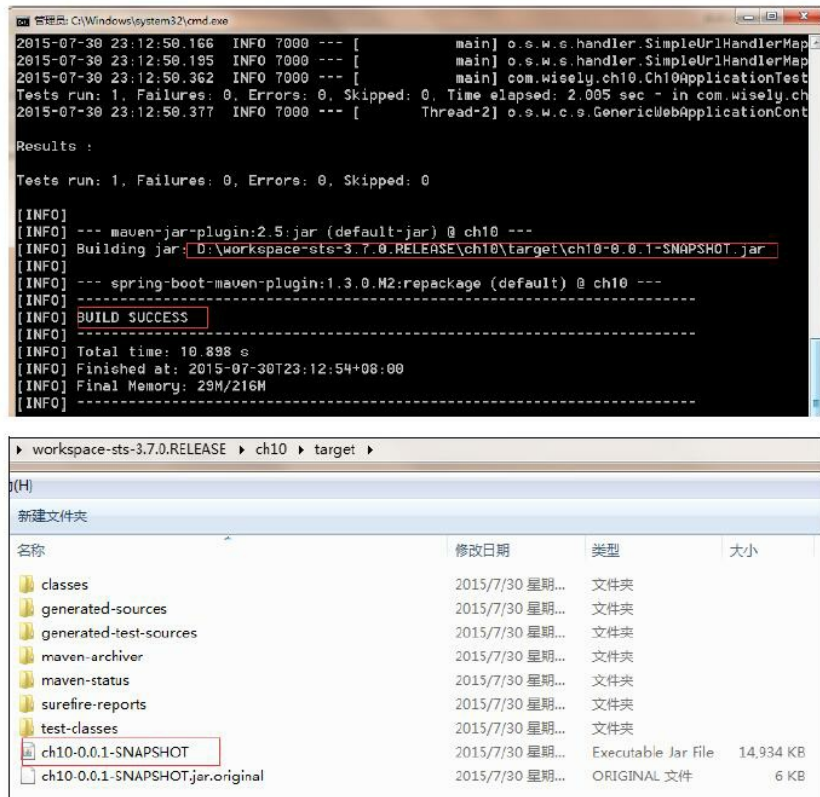 管理员: C:\Windows\system32\cmd.exe
2015-07-30 23:12:50.166  INFO 7000 --- [           main] o.s.w.s.handler.SimpleUrlHandlerMap
2015-07-30 23:12:50.195  INFO 7000 --- [           main] o.s.w.s.handler.SimpleUrlHandlerMap
2015-07-30 23:12:50.362  INFO 7000 --- [           main] com.wisely.ch10.Ch10ApplicationTest
Tests run: 1, Failures: 0, Errors: 0, Skipped: 0, Time elapsed: 2.005 sec - in com.wisely.ch
2015-07-30 23:12:50.377  INFO 7000 --- [       Thread-2] o.s.w.c.s.GenericWebApplicationCont
Results :
Tests run: 1, Failures: 0, Errors: 0, Skipped: 0
[INFO]
[INFO] --- maven-jar-plugin:2.5:jar (default-jar) @ ch10 ---
[INFO] Building jar: D:\workspace-sts-3.7.0.RELEASE\ch10\target\ch10-0.0.1-SNAPSHOT.jar
[INFO]
[INFO] --- spring-boot-maven-plugin:1.3.0.M2:repackage (default) @ ch10 ---
[INFO] ------------------------------------------------------------------------
[INFO] BUILD SUCCESS
[INFO] ------------------------------------------------------------------------
[INFO] Total time: 10.898 s
[INFO] Finished at: 2015-07-30T23:12:54+08:00
[INFO] Final Memory: 29M/216M
[INFO] ------------------------------------------------------------------------
workspace-sts-3.7.0.RELEASE ▸ ch10 ▸ target ▸
(H)
新建文件夹
名称 修改日期 类型 大小
classes 2015/7/30 星期... 文件夹
generated-sources 2015/7/30 星期... 文件夹
generated-test-sources 2015/7/30 星期... 文件夹
maven-archiver 2015/7/30 星期... 文件夹
maven-status 2015/7/30 星期... 文件夹
surefire-reports 2015/7/30 星期... 文件夹
test-classes 2015/7/30 星期... 文件夹
ch10-0.0.1-SNAPSHOT 2015/7/30 星期... Executable Jar File 14,934 KB
ch10-0.0.1-SNAPSHOT.jar.original 2015/7/30 星期... ORIGINAL 文件 6 KB